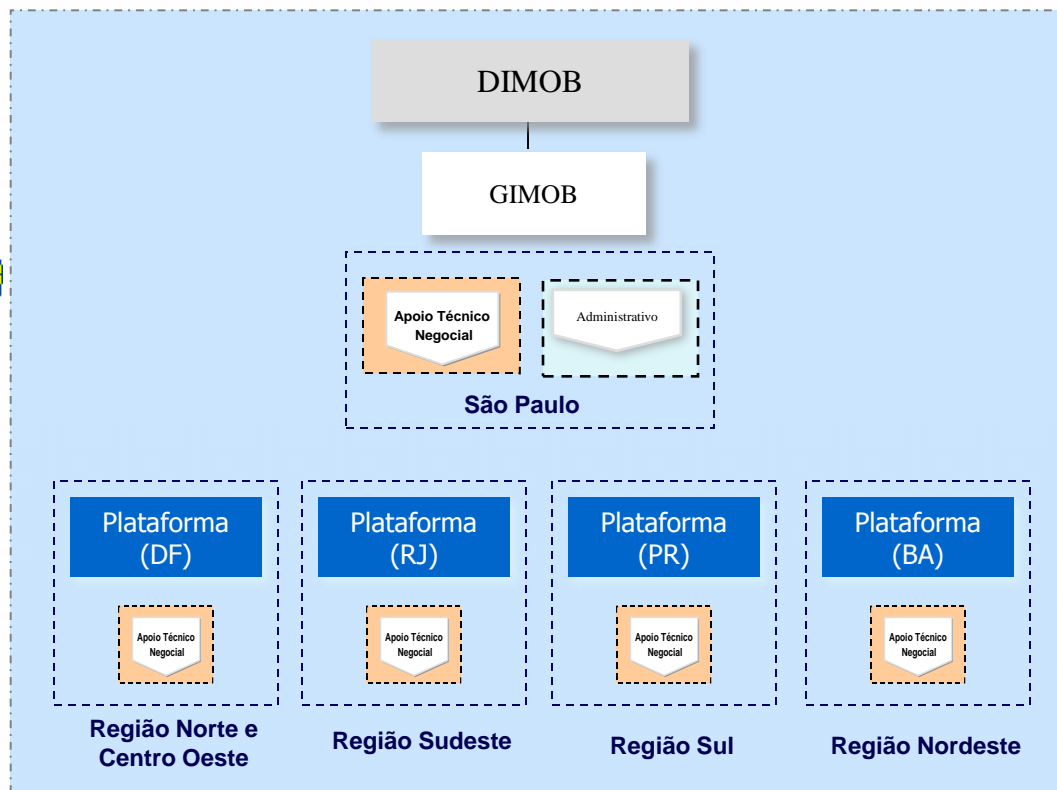 DIMOB
GIMOB
Apoio Técnico
Negocial
Administrativo
São Paulo
Plataforma
(DF)
Plataforma
(RJ)
Plataforma
(PR)
Plataforma
(BA)
Apoio Técnico
Negocial
Apoio Técnico
Negocial
Apoio Técnico
Negocial
Apoio Técnico
Negocial
Região Norte e
Centro Oeste
Região Sudeste
Região Sul
Região Nordeste